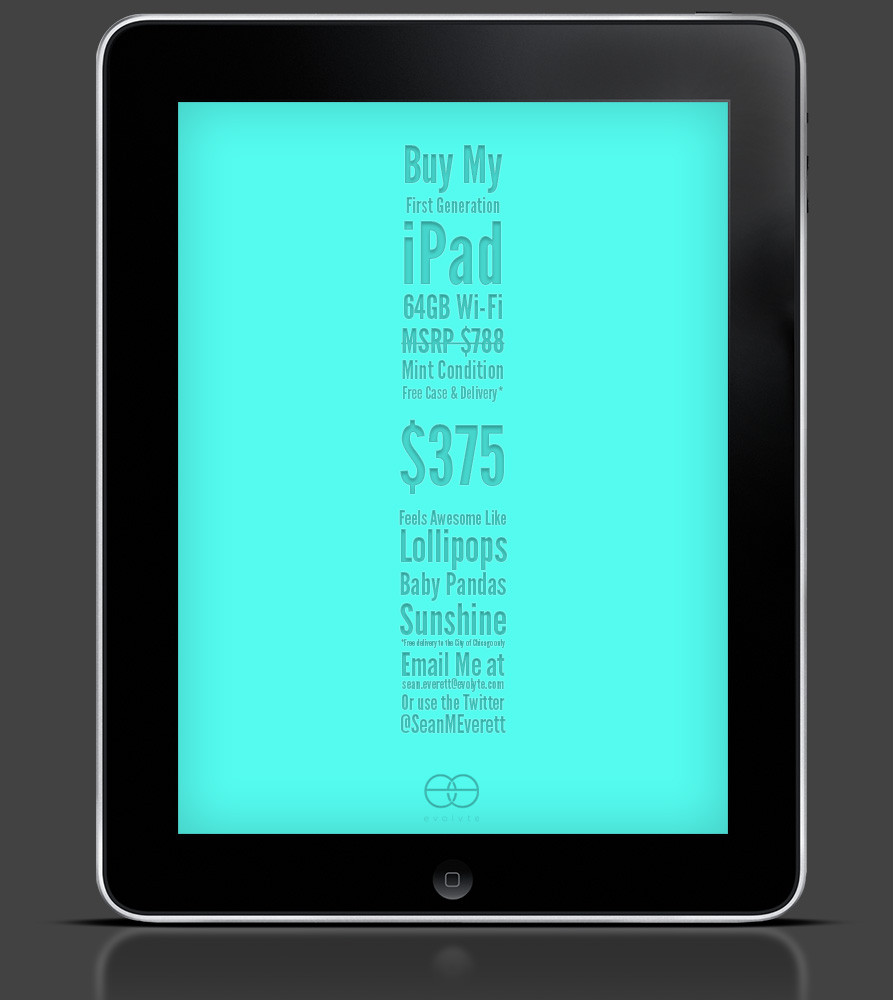 Buy My
First Generation
iPad
64GB Wi-Fi
MSRP $788
Mint Condition
Free Case & Delivery*
$375
Feels Awesome Like
Lollipops
Baby Pandas
Sunshine
*Free delivery to the City of Chicago only
Email Me at
sean.everett@evolyte.com
Or use the Twitter
@SeanMEverett
evolyte